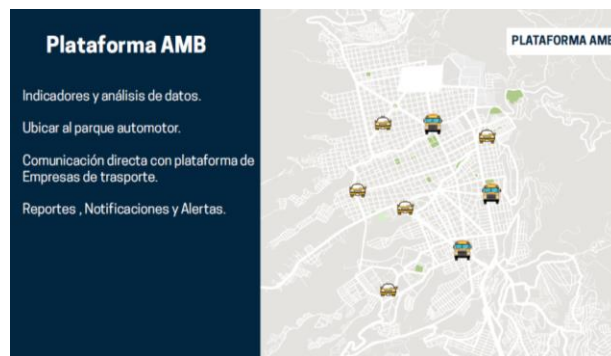 Plataforma AMB
PLATAFORMA AMB
Indicadores y análisis de datos.
Ubicar al parque automotor.
Comunicación directa con plataforma de
Empresas de trasporte.
Reportes , Notificaciones y Alertas.